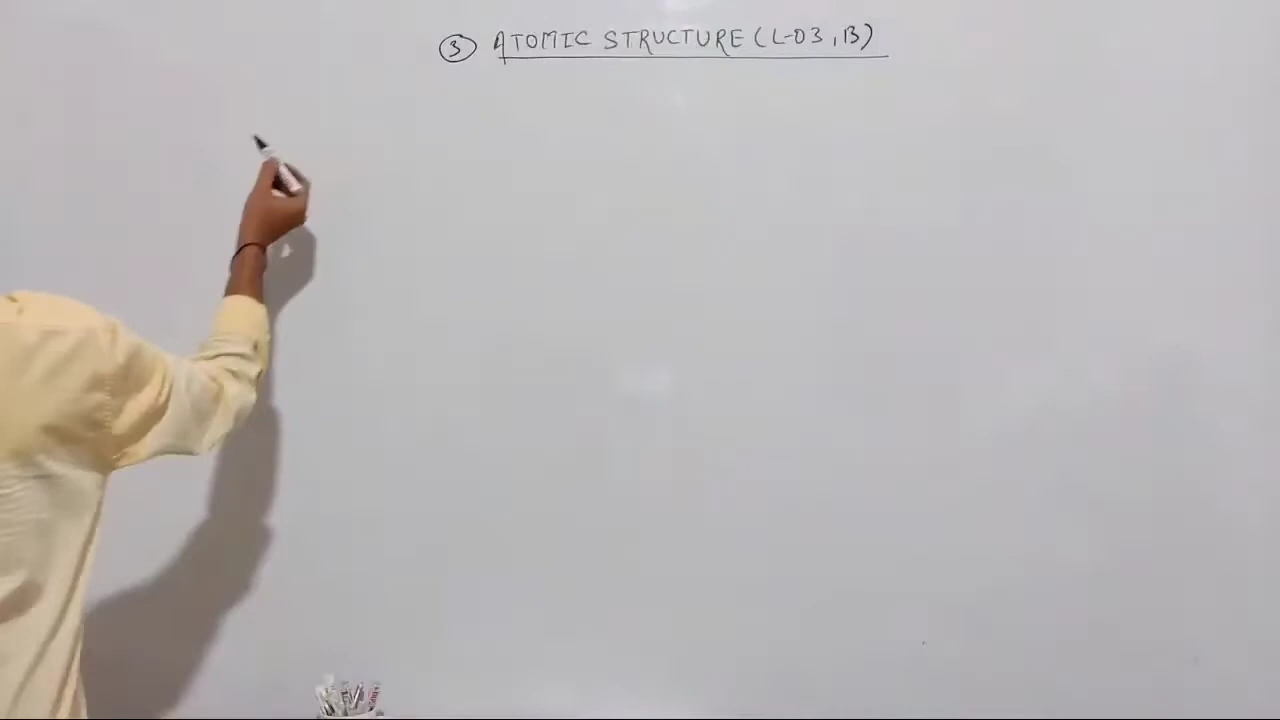 ③ ATOMIC STRUCTURE (L-03, B)